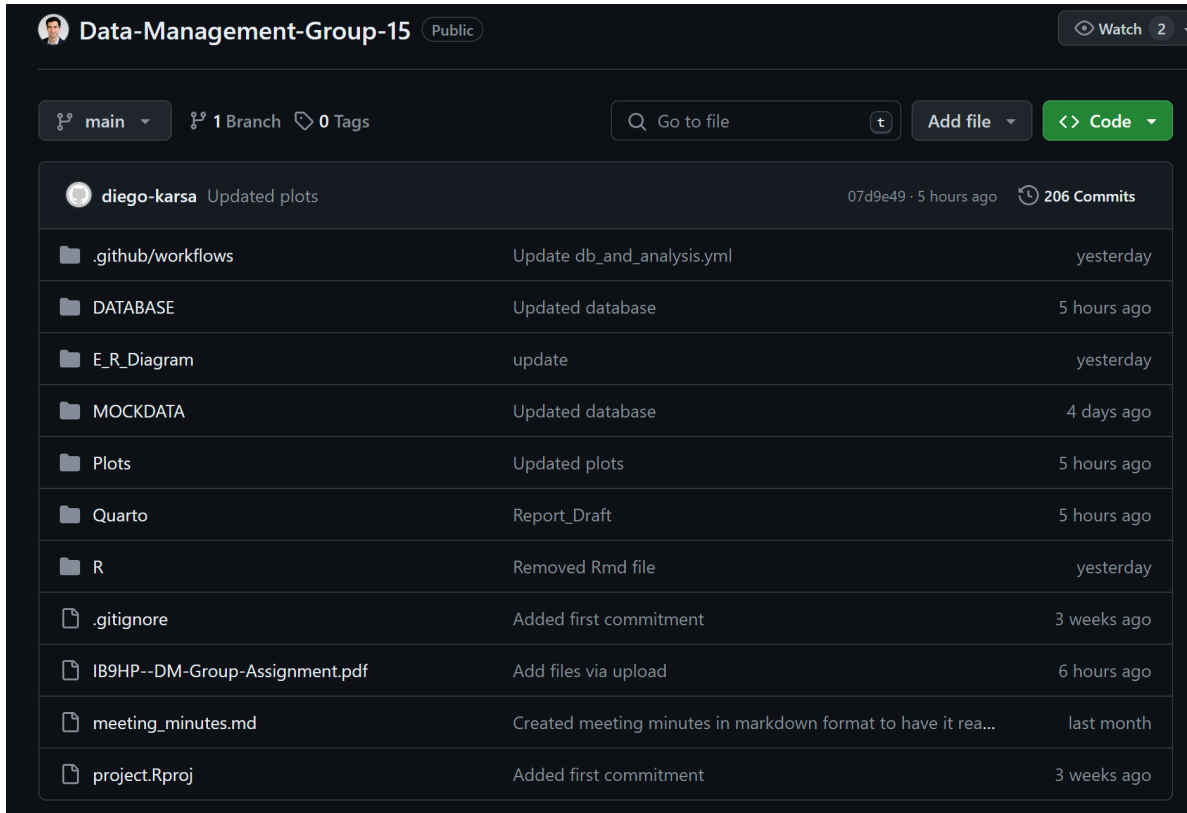 Data-Management-Group-15 Public Watch 2
main 1 Branch 0 Tags Go to file t Add file <> Code
diego-karsa Updated plots 07d9e49 · 5 hours ago 206 Commits
.github/workflows Update db_and_analysis.yml yesterday
DATABASE Updated database 5 hours ago
E_R_Diagram update yesterday
MOCKDATA Updated database 4 days ago
Plots Updated plots 5 hours ago
Quarto Report_Draft 5 hours ago
R Removed Rmd file yesterday
.gitignore Added first commitment 3 weeks ago
IB9HP--DM-Group-Assignment.pdf Add files via upload 6 hours ago
meeting_minutes.md Created meeting minutes in markdown format to have it rea... last month
project.Rproj Added first commitment 3 weeks ago